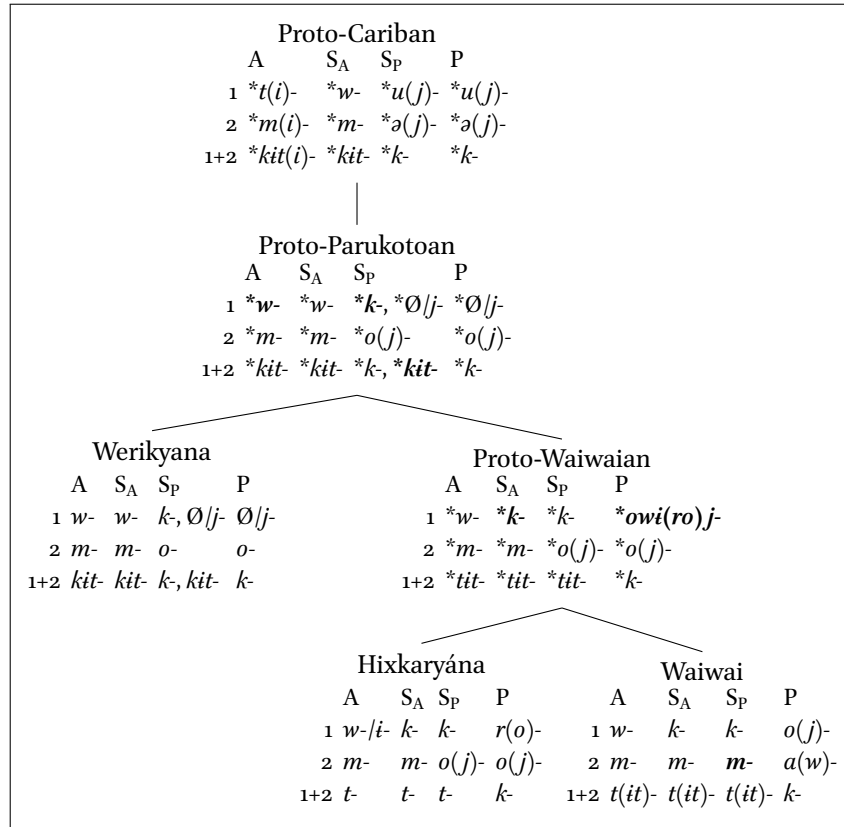 Proto-Cariban
A S_A S_P P
1 *t(i)- *w- *u(j)- *u(j)-
2 *m(i)- *m- *ə(j)- *ə(j)-
1+2 *kɨt(i)- *kɨt- *k- *k-
Proto-Parukotoan
A S_A S_P P
1 *w- *w- *k-, *Ø/j- *Ø/j-
2 *m- *m- *o(j)- *o(j)-
1+2 *kɨt- *kɨt- *k-, *kɨt- *k-
Werikyana
A S_A S_P P
1 w- w- k-, Ø/j- Ø/j-
2 m- m- o- o-
1+2 kɨt- kɨt- k-, kɨt- k-
Proto-Waiwaian
A S_A S_P P
1 *w- *k- *k- *owɨ(ro)j-
2 *m- *m- *o(j)- *o(j)-
1+2 *tɨt- *tɨt- *tɨt- *k-
Hixkaryána
A S_A S_P P
1 w-/ɨ- k- k- r(o)-
2 m- m- o(j)- o(j)-
1+2 t- t- t- k-
Waiwai
A S_A S_P P
1 w- k- k- o(j)-
2 m- m- m- a(w)-
1+2 t(ɨt)- t(ɨt)- t(ɨt)- k-